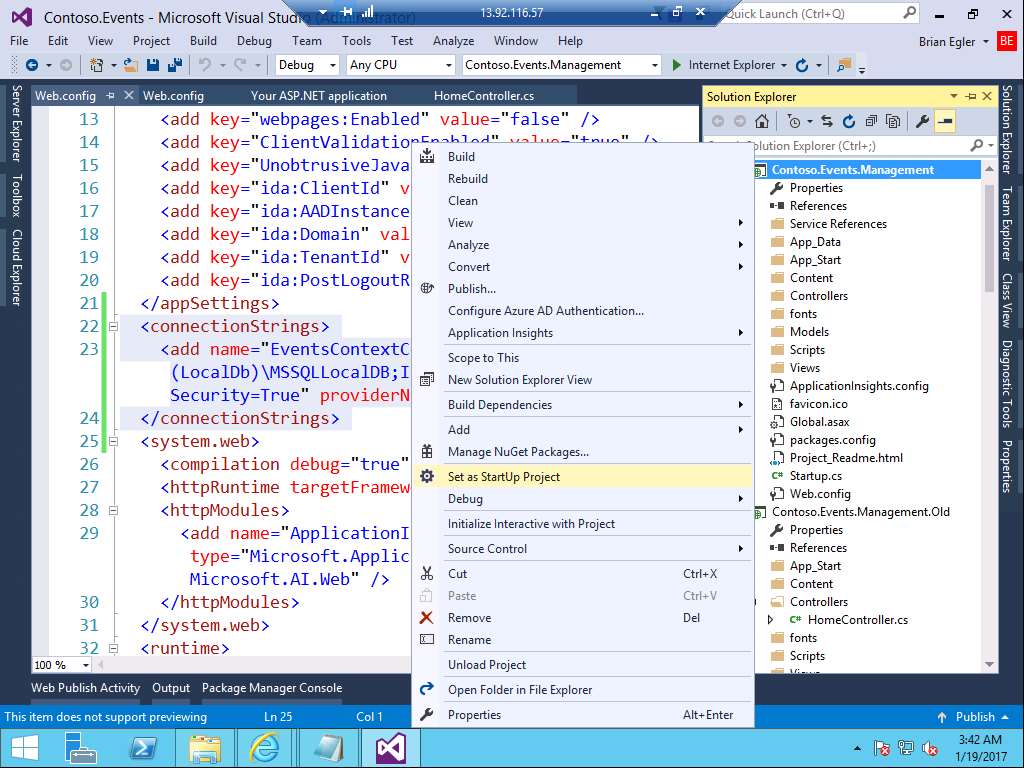 Contoso.Events - Microsoft Visual Studio (Administrator)
13.92.116.57
Quick Launch (Ctrl+Q)
File Edit View Project Build Debug Team Tools Test Analyze Window Help
Brian Egler
BE
Debug Any CPU Contoso.Events.Management Internet Explorer
Server Explorer
Toolbox
Cloud Explorer
Web.config Web.config Your ASP.NET application HomeController.cs
13 <add key="webpages:Enabled" value="false" />
14 <add key="ClientValidationEnabled" value="true" />
15 <add key="UnobtrusiveJava
16 <add key="ida:ClientId" v
17 <add key="ida:AADInstance
18 <add key="ida:Domain" val
19 <add key="ida:TenantId" v
20 <add key="ida:PostLogoutR
21 </appSettings>
22 <connectionStrings>
23 <add name="EventsContextC
(LocalDb)\MSSQLLocalDB;I
Security=True" providerN
24 </connectionStrings>
25 <system.web>
26 <compilation debug="true"
27 <httpRuntime targetFramew
28 <httpModules>
29 <add name="ApplicationI
type="Microsoft.Applic
Microsoft.AI.Web" />
30 </httpModules>
31 </system.web>
32 <runtime>
100 %
Build
Rebuild
Clean
View
Analyze
Convert
Publish...
Configure Azure AD Authentication...
Application Insights
Scope to This
New Solution Explorer View
Build Dependencies
Add
Manage NuGet Packages...
Set as StartUp Project
Debug
Initialize Interactive with Project
Source Control
Cut Ctrl+X
Paste Ctrl+V
Remove Del
Rename
Unload Project
Open Folder in File Explorer
Properties Alt+Enter
Solution Explorer
Solution Explorer (Ctrl+;)
Contoso.Events.Management
Properties
References
Service References
App_Data
App_Start
Content
Controllers
fonts
Models
Scripts
Views
ApplicationInsights.config
favicon.ico
Global.asax
packages.config
Project_Readme.html
Startup.cs
Web.config
Contoso.Events.Management.Old
Properties
References
App_Start
Content
Controllers
HomeController.cs
fonts
Scripts
Views
Solution Explorer
Team Explorer
Class View
Diagnostic Tools
Properties
Web Publish Activity Output Package Manager Console
This item does not support previewing Ln 25 Col 1 Publish
3:42 AM
1/19/2017